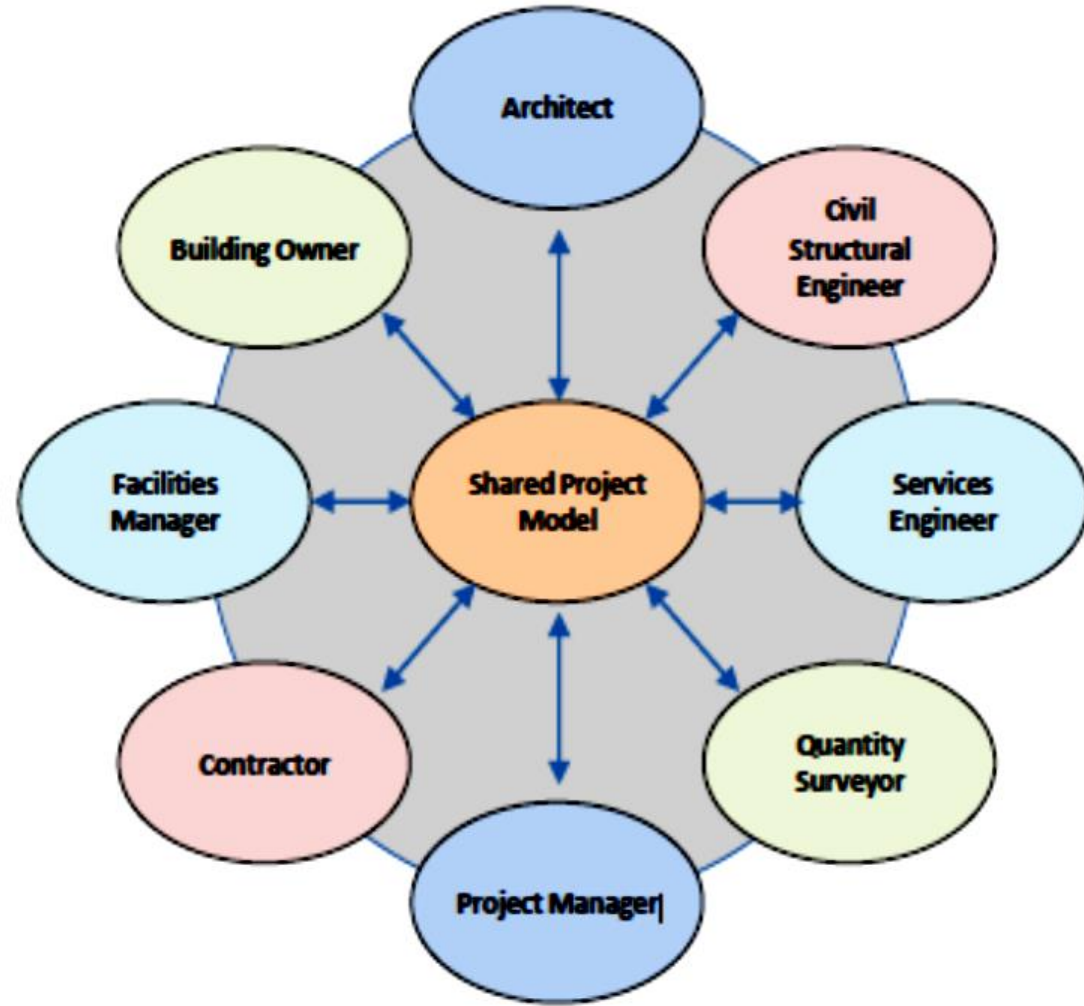 Architect
Building Owner
Civil
Structural
Engineer
Facilities
Manager
Shared Project
Model
Services
Engineer
Contractor
Quantity
Surveyor
Project Manager